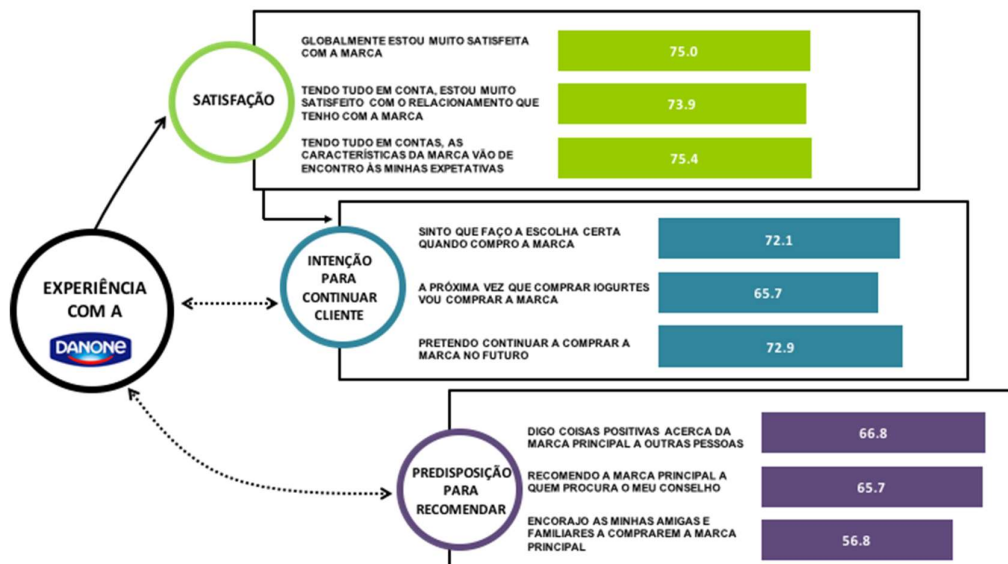 SATISFAÇÃO
GLOBALMENTE ESTOU MUITO SATISFEITA
COM A MARCA
75.0
TENDO TUDO EM CONTA, ESTOU MUITO
SATISFEITO COM O RELACIONAMENTO QUE
TENHO COM A MARCA
73.9
TENDO TUDO EM CONTAS, AS
CARACTERÍSTICAS DA MARCA VÃO DE
ENCONTRO ÀS MINHAS EXPETATIVAS
75.4
EXPERIÊNCIA
COM A
DANONE
INTENÇÃO
PARA
CONTINUAR
CLIENTE
SINTO QUE FAÇO A ESCOLHA CERTA
QUANDO COMPRO A MARCA
72.1
A PRÓXIMA VEZ QUE COMPRAR IOGURTES
VOU COMPRAR A MARCA
65.7
PRETENDO CONTINUAR A COMPRAR A
MARCA NO FUTURO
72.9
PREDISPOSIÇÃO
PARA
RECOMENDAR
DIGO COISAS POSITIVAS ACERCA DA
MARCA PRINCIPAL A OUTRAS PESSOAS
66.8
RECOMENDO A MARCA PRINCIPAL A
QUEM PROCURA O MEU CONSELHO
65.7
ENCORAJO AS MINHAS AMIGAS E
FAMILIARES A COMPRAREM A MARCA
PRINCIPAL
56.8